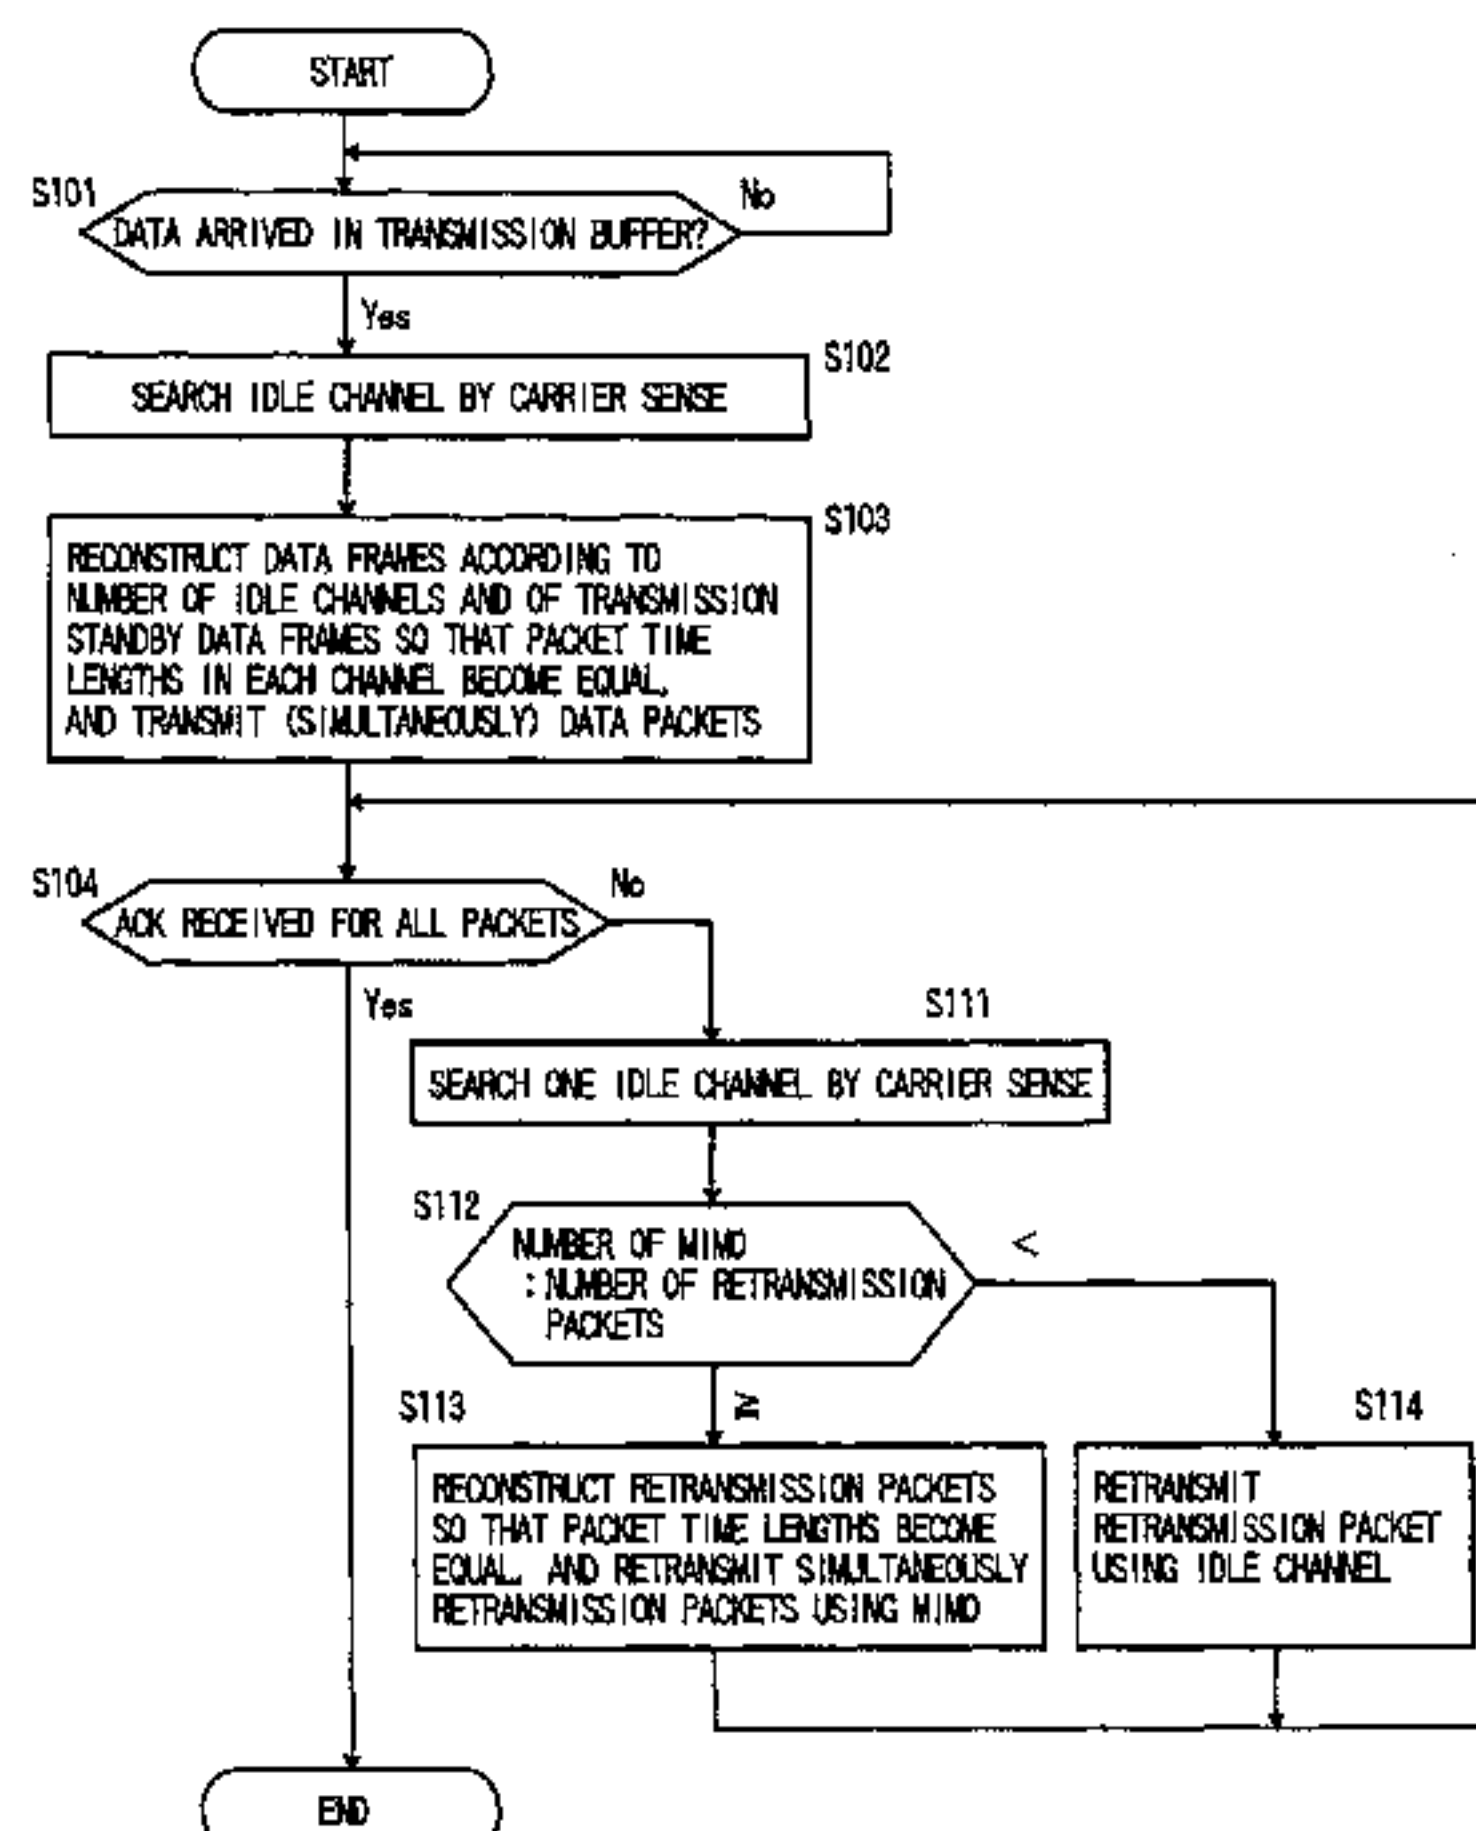 START
S101
DATA ARRIVED IN TRANSMISSION BUFFER?
No
Yes
S102
SEARCH IDLE CHANNEL BY CARRIER SENSE
S103
RECONSTRUCT DATA FRAMES ACCORDING TO
NUMBER OF IDLE CHANNELS AND OF TRANSMISSION
STANDBY DATA FRAMES SO THAT PACKET TIME
LENGTHS IN EACH CHANNEL BECOME EQUAL,
AND TRANSMIT (SIMULTANEOUSLY) DATA PACKETS
S104
ACK RECEIVED FOR ALL PACKETS
No
Yes
S111
SEARCH ONE IDLE CHANNEL BY CARRIER SENSE
S112
NUMBER OF MIMO
: NUMBER OF RETRANSMISSION
PACKETS
<
≧
S113
RECONSTRUCT RETRANSMISSION PACKETS
SO THAT PACKET TIME LENGTHS BECOME
EQUAL, AND RETRANSMIT SIMULTANEOUSLY
RETRANSMISSION PACKETS USING MIMO
S114
RETRANSMIT
RETRANSMISSION PACKET
USING IDLE CHANNEL
END